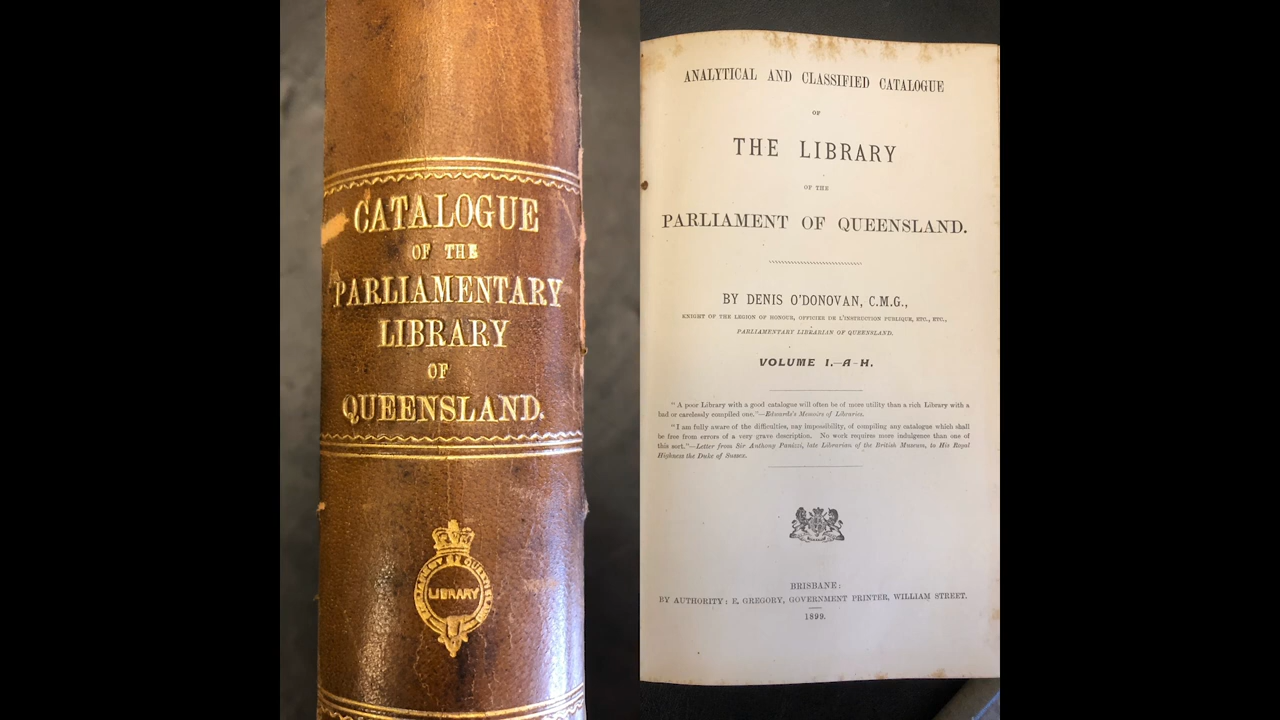 CATALOGUE
OF THE
PARLIAMENTARY
LIBRARY
OF
QUEENSLAND.
LIBRARY
ANALYTICAL AND CLASSIFIED CATALOGUE
OF
THE LIBRARY
OF THE
PARLIAMENT OF QUEENSLAND.
BY DENIS O'DONOVAN, C.M.G.,
KNIGHT OF THE LEGION OF HONOUR, OFFICIER DE L'INSTRUCTION PUBLIQUE, ETC., ETC.,
PARLIAMENTARY LIBRARIAN OF QUEENSLAND.
VOLUME I.—A-H.
"A poor Library with a good catalogue will often be of more utility than a rich Library with a
bad or carelessly compiled one."—Edwards's Memoirs of Libraries.
"I am fully aware of the difficulties, nay impossibility, of compiling any catalogue which shall
be free from errors of a very grave description. No work requires more indulgence than one of
this sort."—Letter from Sir Anthony Panizzi, late Librarian of the British Museum, to His Royal
Highness the Duke of Sussex.
BRISBANE:
BY AUTHORITY: E. GREGORY, GOVERNMENT PRINTER, WILLIAM STREET.
1899.